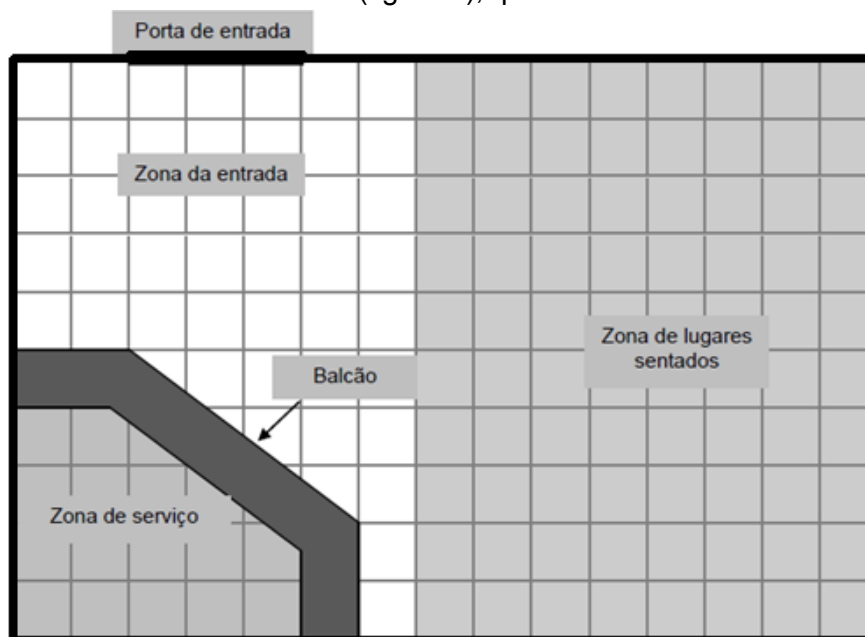 Porta de entrada
Zona da entrada
Zona de lugares
sentados
Balcão
Zona de serviço